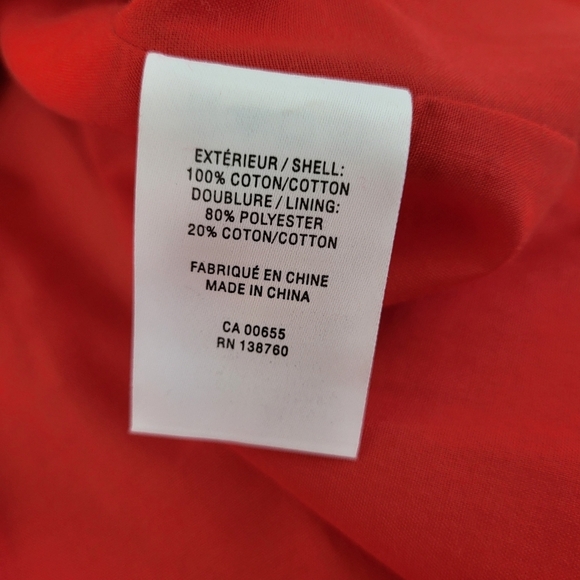 EXTÉRIEUR / SHELL:
100% COTON/COTTON
DOUBLURE / LINING:
80% POLYESTER
20% COTON/COTTON
FABRIQUÉ EN CHINE
MADE IN CHINA
CA 00655
RN 138760